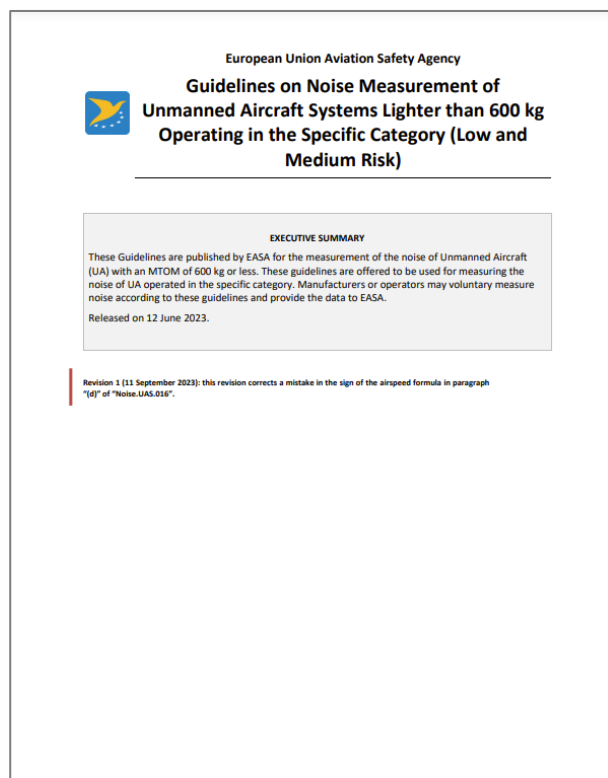 European Union Aviation Safety Agency
Guidelines on Noise Measurement of
Unmanned Aircraft Systems Lighter than 600 kg
Operating in the Specific Category (Low and
Medium Risk)
EXECUTIVE SUMMARY
These Guidelines are published by EASA for the measurement of the noise of Unmanned Aircraft
(UA) with an MTOM of 600 kg or less. These guidelines are offered to be used for measuring the
noise of UA operated in the specific category. Manufacturers or operators may voluntary measure
noise according to these guidelines and provide the data to EASA.
Released on 12 June 2023.
Revision 1 (11 September 2023): this revision corrects a mistake in the sign of the airspeed formula in paragraph
“(d)” of “Noise.UAS.016”.